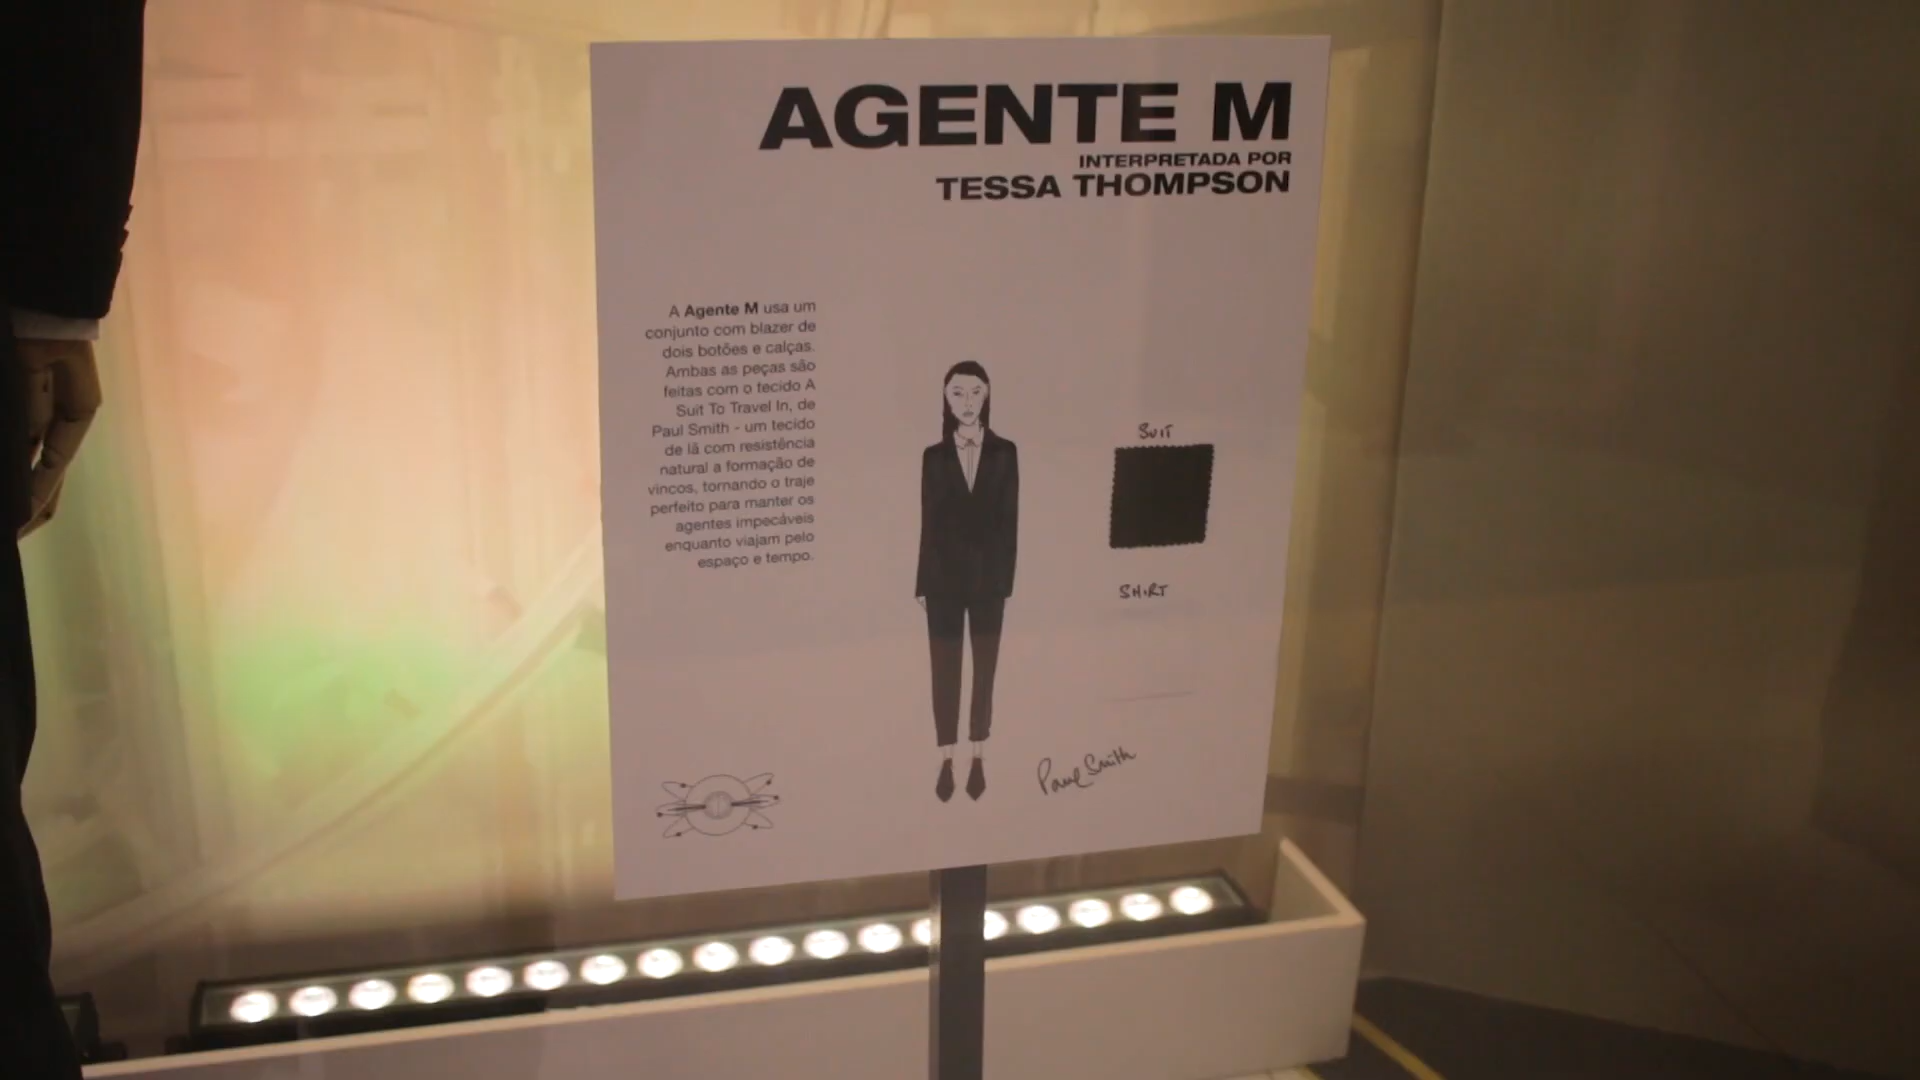 AGENTE M
INTERPRETADA POR
TESSA THOMPSON
A Agente M usa um
conjunto com blazer de
dois botões e calças.
Ambas as peças são
feitas com o tecido A
Suit To Travel In, de
Paul Smith - um tecido
de lã com resistência
natural a formação de
vincos, tornando o traje
perfeito para manter os
agentes impecáveis
enquanto viajam pelo
espaço e tempo.
SUIT
SHIRT
Paul Smith